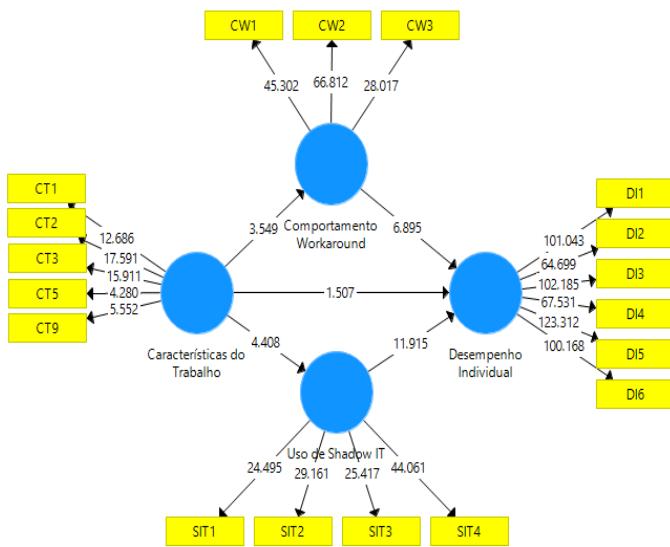 CW1
CW2
CW3
45.302
66.812
28.017
Comportamento
Workaround
CT1
CT2
CT3
CT5
CT9
12.686
17.591
15.911
4.280
5.552
3.549
6.895
Características do
Trabalho
1.507
4.408
11.915
Desempenho
Individual
DI1
DI2
DI3
DI4
DI5
DI6
101.043
64.699
102.185
67.531
123.312
100.168
Uso de Shadow IT
24.495
29.161
25.417
44.061
SIT1
SIT2
SIT3
SIT4